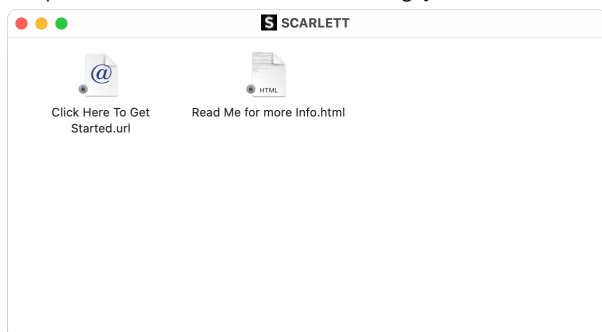 S SCARLETT
@
HTML
Click Here To Get
Started.url
Read Me for more Info.html